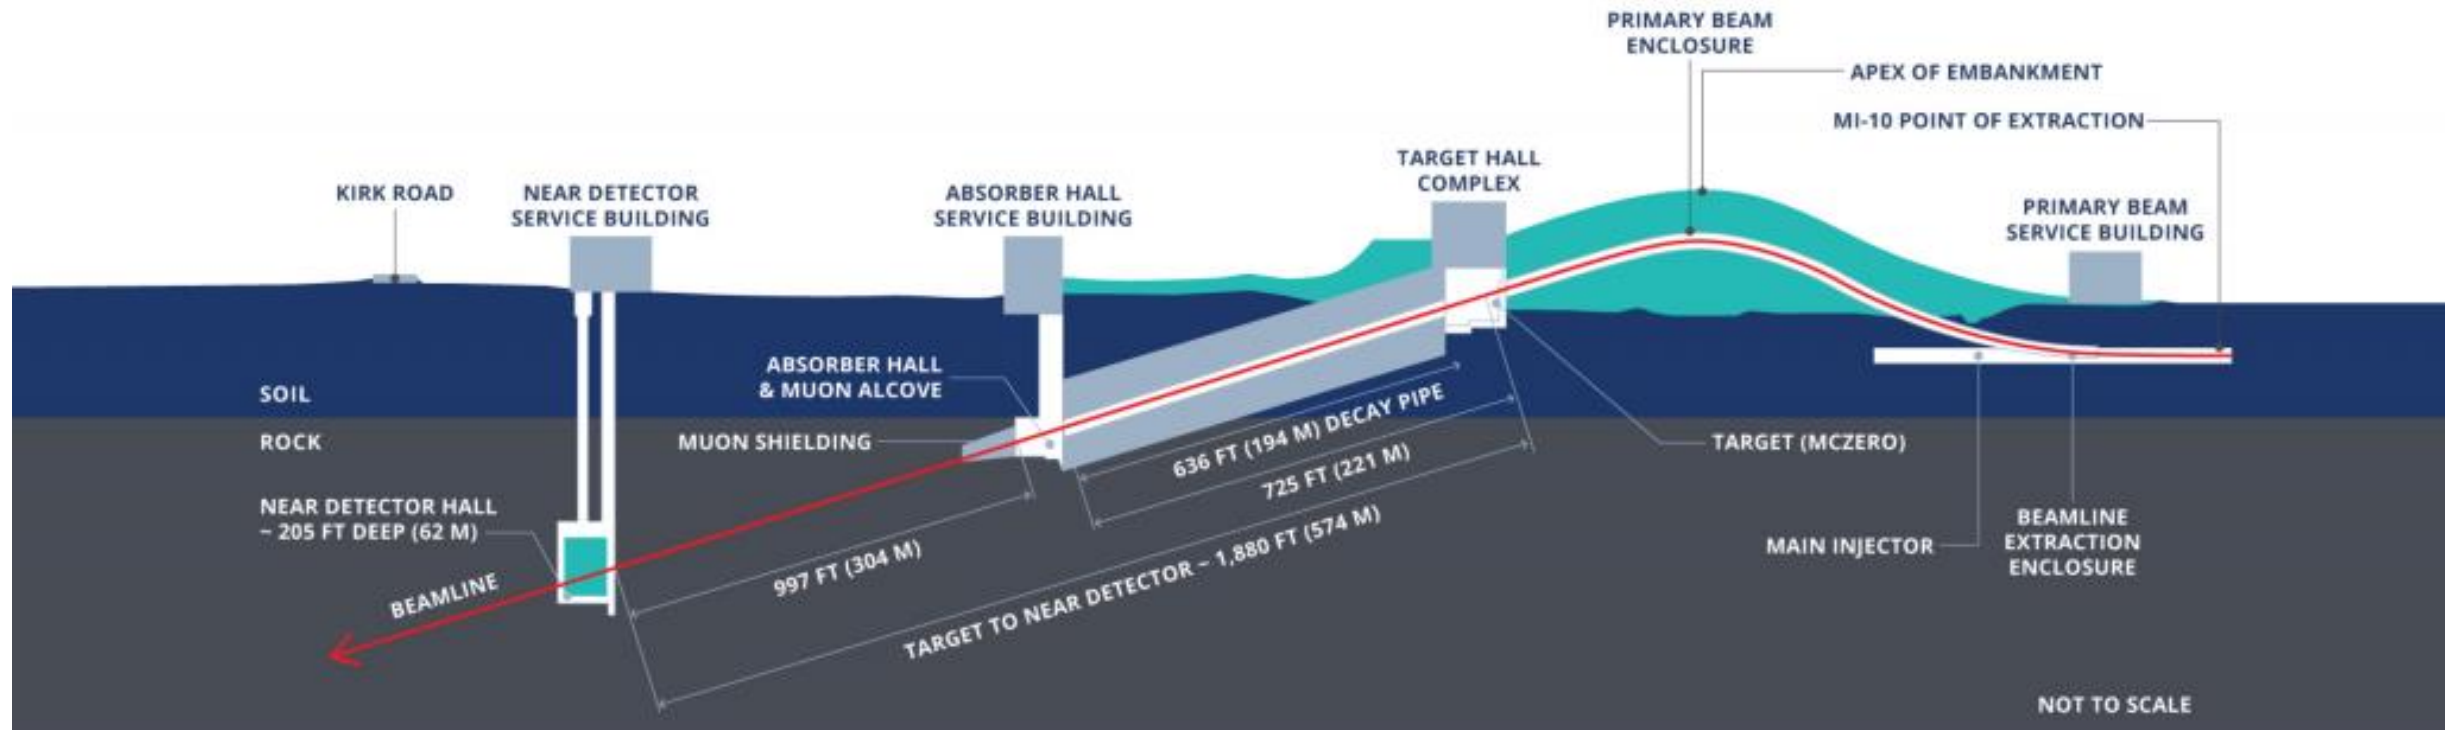 PRIMARY BEAM
ENCLOSURE
APEX OF EMBANKMENT
MI-10 POINT OF EXTRACTION
TARGET HALL
COMPLEX
KIRK ROAD
NEAR DETECTOR
SERVICE BUILDING
ABSORBER HALL
SERVICE BUILDING
PRIMARY BEAM
SERVICE BUILDING
ABSORBER HALL
& MUON ALCOVE
SOIL
ROCK
MUON SHIELDING
636 FT (194 M) DECAY PIPE
725 FT (221 M)
TARGET (MCZERO)
NEAR DETECTOR HALL
~ 205 FT DEEP (62 M)
997 FT (304 M)
TARGET TO NEAR DETECTOR ~ 1,880 FT (574 M)
MAIN INJECTOR
BEAMLINE
EXTRACTION
ENCLOSURE
BEAMLINE
NOT TO SCALE